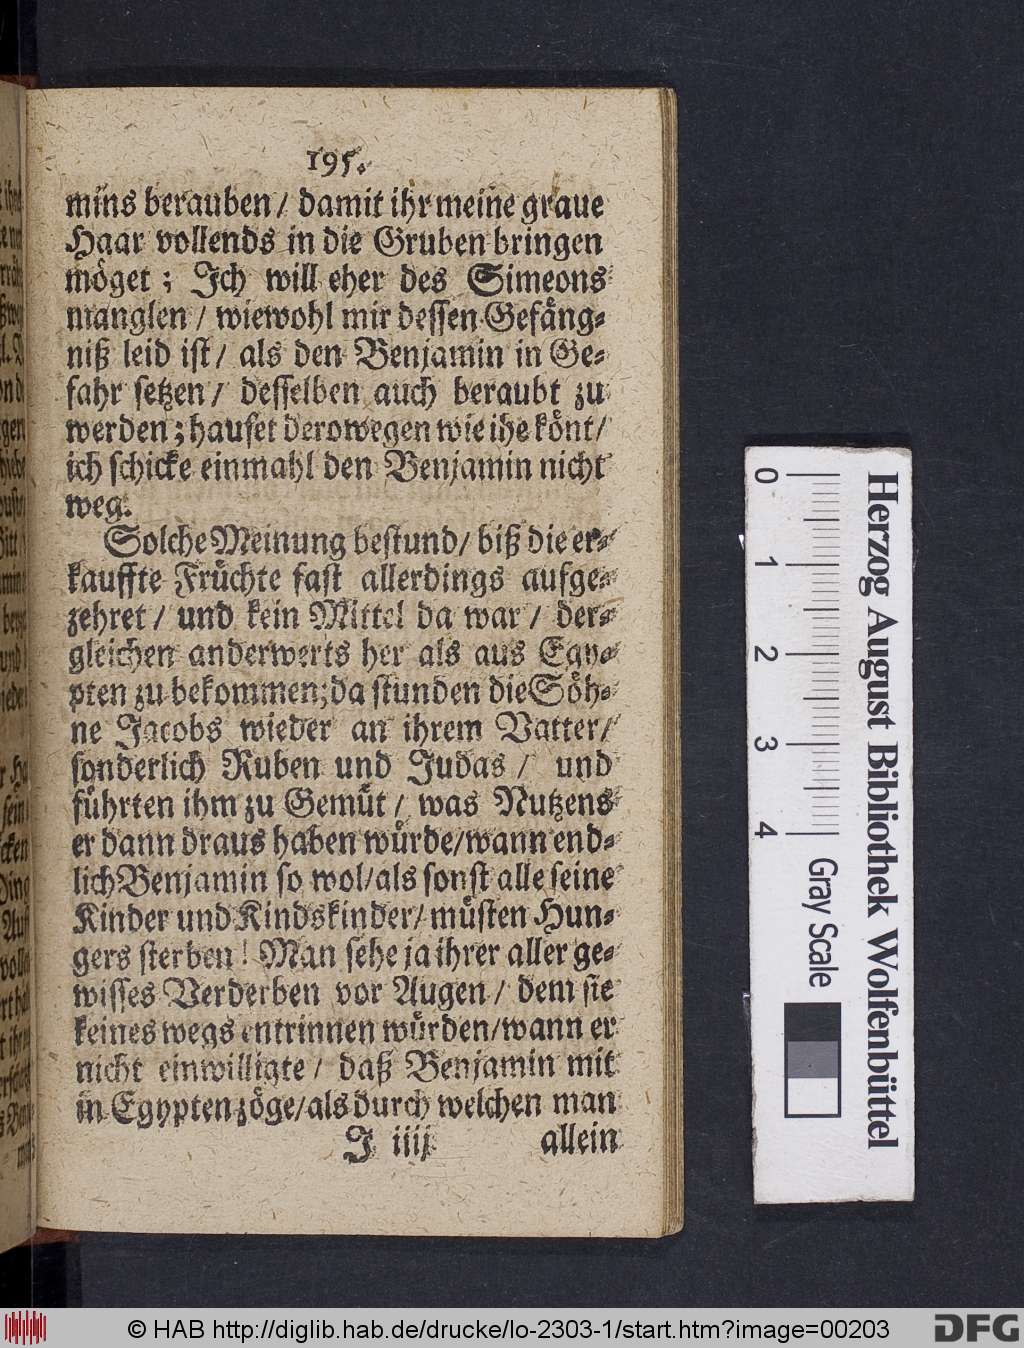 195.
mins berauben / damit ihr meine graue
Haar vollends in die Gruben bringen
möget ; Ich will eher des Simeons
manglen / wiewohl mir dessen Gefäng-
niß leid ist / als den Benjamin in Ge-
fahr setzen / desselben auch beraubt zu
werden ; hauset derowegen wie ihe könt /
ich schicke einmahl den Benjamin nicht
weg.
Solche Meinung bestund / biß die er-
kauffte Früchte fast allerdings aufge-
zehret / und kein Mittel da war / der-
gleichen anderwerts her als aus Egy-
pten zu bekommen; da stunden die Söh-
ne Jacobs wieder an ihrem Vatter /
sonderlich Ruben und Judas / und
führten ihm zu Gemüt / was Nutzens
er dann draus haben würde / wann end-
lich Benjamin so wol / als sonst alle seine
Kinder und Kindskinder / müsten Hun-
gers sterben ! Man sehe ja ihrer aller ge-
wisses Verderben vor Augen / dem sie
keines wegs entrinnen würden / wann er
nicht einwilligte / daß Benjamin mit
in Egypten zöge / als durch welchen man
J iiij allein
Herzog August Bibliothek Wolfenbüttel
0 1 2 3 4 Gray Scale
© HAB http://diglib.hab.de/drucke/lo-2303-1/start.htm?image=00203
DFG